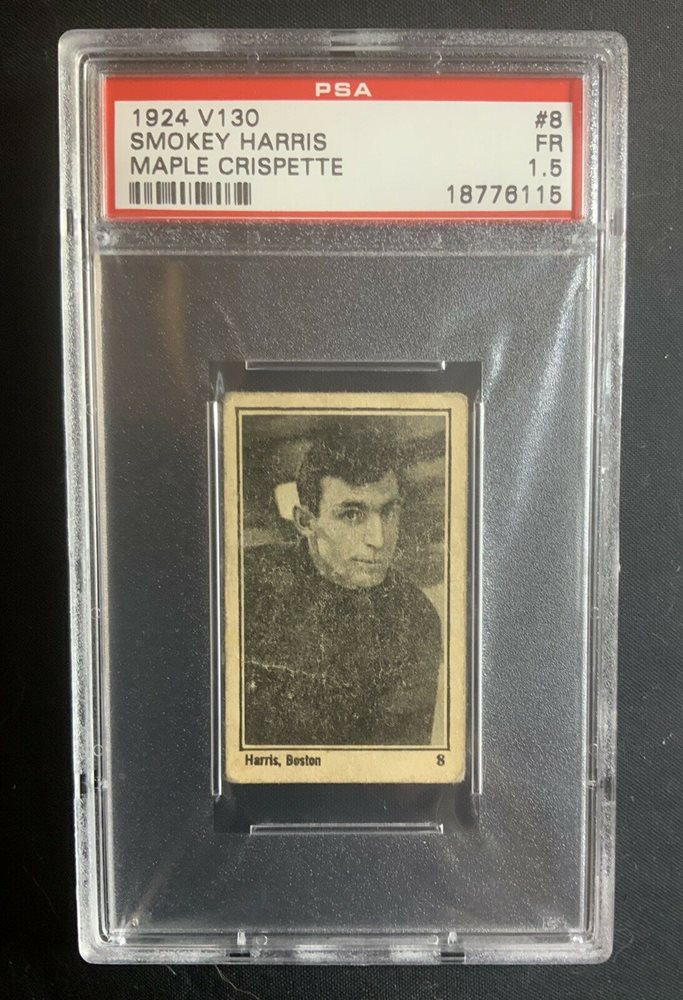 PSA
1924 V130 #8
SMOKEY HARRIS FR
MAPLE CRISPETTE 1.5
18776115
Harris, Boston 8